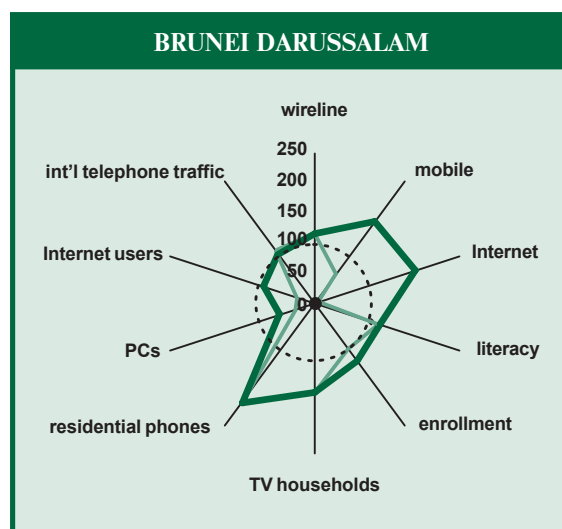 BRUNEI DARUSSALAM
wireline
250
200
150
100
50
0
mobile
Internet
literacy
enrollment
TV households
residential phones
PCs
Internet users
int'l telephone traffic